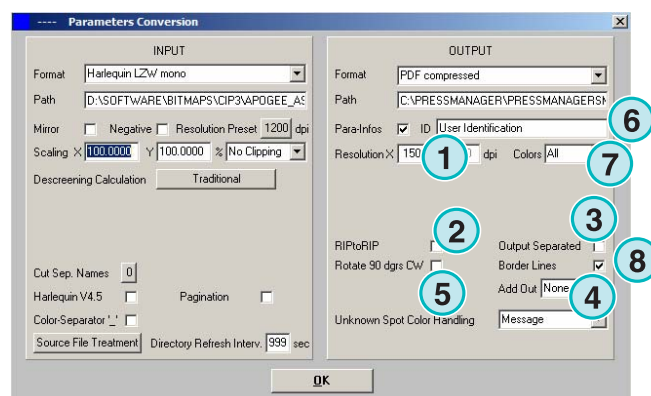 ---- Parameters Conversion
INPUT
Format Harlequin LZW mono
Path D:\SOFTWARE\BITMAPS\CIP3\APOGEE_AS
Mirror Negative Resolution Preset 1200 dpi
Scaling X 100.0000 Y 100.0000 % No Clipping
Descreening Calculation Traditional
Cut Sep. Names 0
Harlequin V4.5 Pagination
Color-Separator '_'
Source File Treatment Directory Refresh Interv. 999 sec
OUTPUT
Format PDF compressed
Path C:\PRESSMANAGER\PRESSMANAGERSM
Para-Infos ID User Identification 6
Resolution X 150 1 dpi Colors All 7
RIPtoRIP 2 Output Separated 3
Rotate 90 dgrs CW 5 Border Lines 8
Add Out None 4
Unknown Spot Color Handling Message
OK